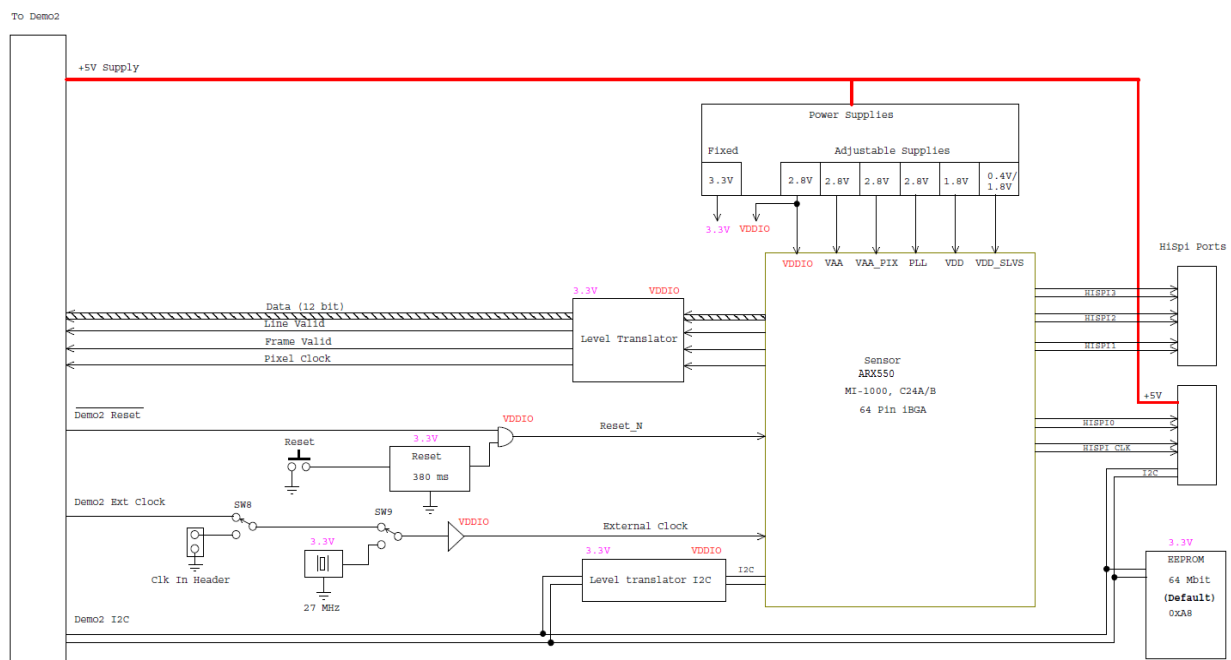 To Demo2
+5V Supply
Power Supplies
Fixed
Adjustable Supplies
3.3V
2.8V
2.8V
2.8V
2.8V
1.8V
0.4V/
1.8V
3.3V
VDDIO
VDDIO
VAA
VAA_PIX
PLL
VDD
VDD_SLVS
HiSpi Ports
3.3V
VDDIO
Data (12 bit)
Line Valid
Frame Valid
Pixel Clock
Level Translator
HISPI3
HISPI2
HISPI1
Sensor
ARX550
MI-1000, C24A/B
64 Pin iBGA
+5V
HISPI0
HISPI CLK
I2C
Demo2 Reset
VDDIO
Reset_N
Reset
3.3V
Reset
380 ms
Demo2 Ext Clock
SW8
SW9
VDDIO
External Clock
Clk In Header
3.3V
27 MHz
3.3V
VDDIO
Level translator I2C
I2C
3.3V
EEPROM
64 Mbit
(Default)
0xA8
Demo2 I2C